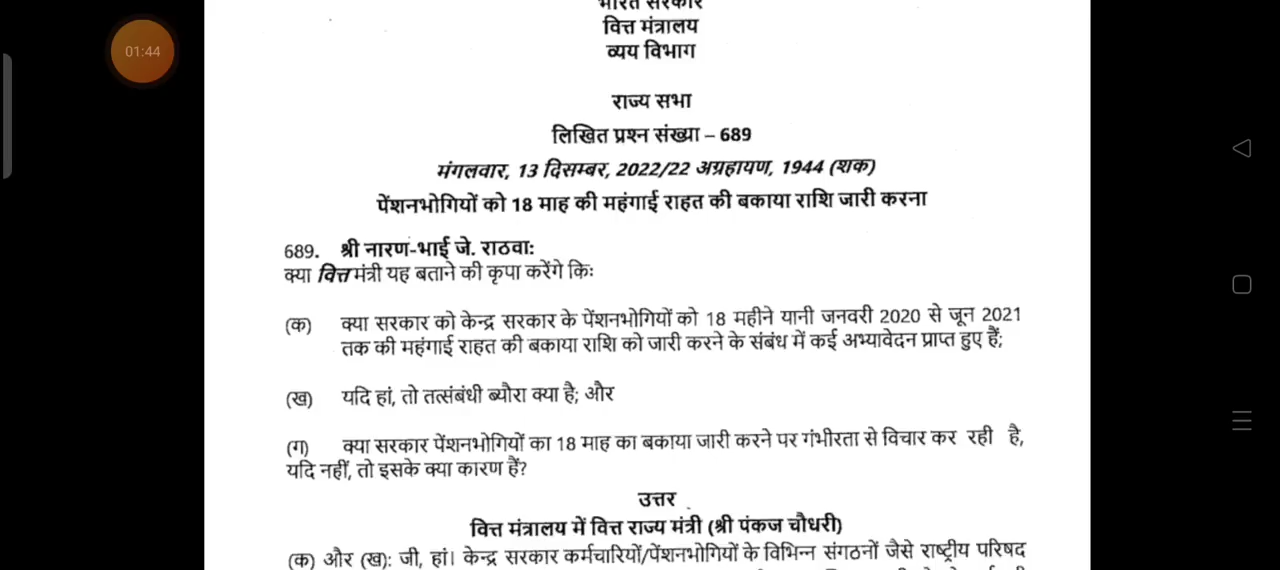 01:44
भारत सरकार
वित्त मंत्रालय
व्यय विभाग
राज्य सभा
लिखित प्रश्न संख्या – 689
मंगलवार, 13 दिसम्बर, 2022/22 अग्रहायण, 1944 (शक)
पेंशनभोगियों को 18 माह की महंगाई राहत की बकाया राशि जारी करना
689. श्री नारण-भाई जे. राठवा:
क्या वित्त मंत्री यह बताने की कृपा करेंगे कि:
(क) क्या सरकार को केन्द्र सरकार के पेंशनभोगियों को 18 महीने यानी जनवरी 2020 से जून 2021
तक की महंगाई राहत की बकाया राशि को जारी करने के संबंध में कई अभ्यावेदन प्राप्त हुए हैं;
(ख) यदि हां, तो तत्संबंधी ब्यौरा क्या है; और
(ग) क्या सरकार पेंशनभोगियों का 18 माह का बकाया जारी करने पर गंभीरता से विचार कर रही है,
यदि नहीं, तो इसके क्या कारण हैं?
उत्तर
वित्त मंत्रालय में वित्त राज्य मंत्री (श्री पंकज चौधरी)
(क) और (ख): जी, हां। केन्द्र सरकार कर्मचारियों/पेंशनभोगियों के विभिन्न संगठनों जैसे राष्ट्रीय परिषद